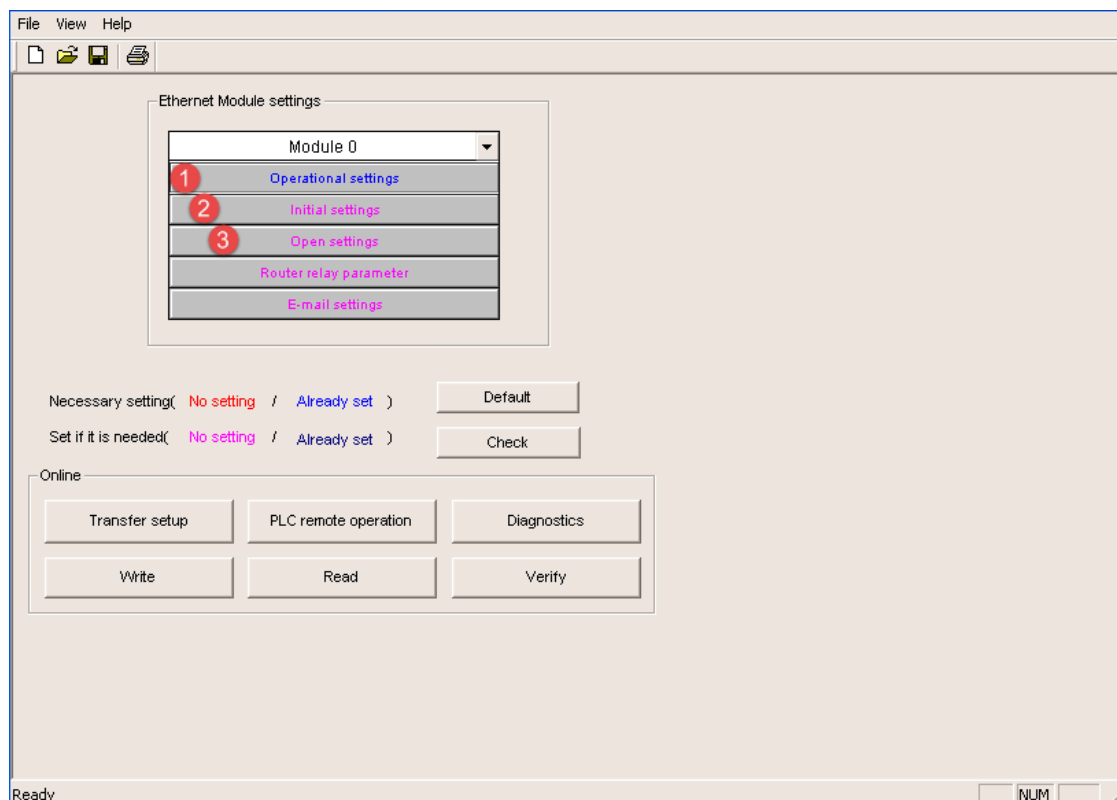 File View Help
Ethernet Module settings
Module 0
1 Operational settings
2 Initial settings
3 Open settings
Router relay parameter
E-mail settings
Necessary setting( No setting / Already set ) Default
Set if it is needed( No setting / Already set ) Check
Online
Transfer setup PLC remote operation Diagnostics
Write Read Verify
Ready NUM